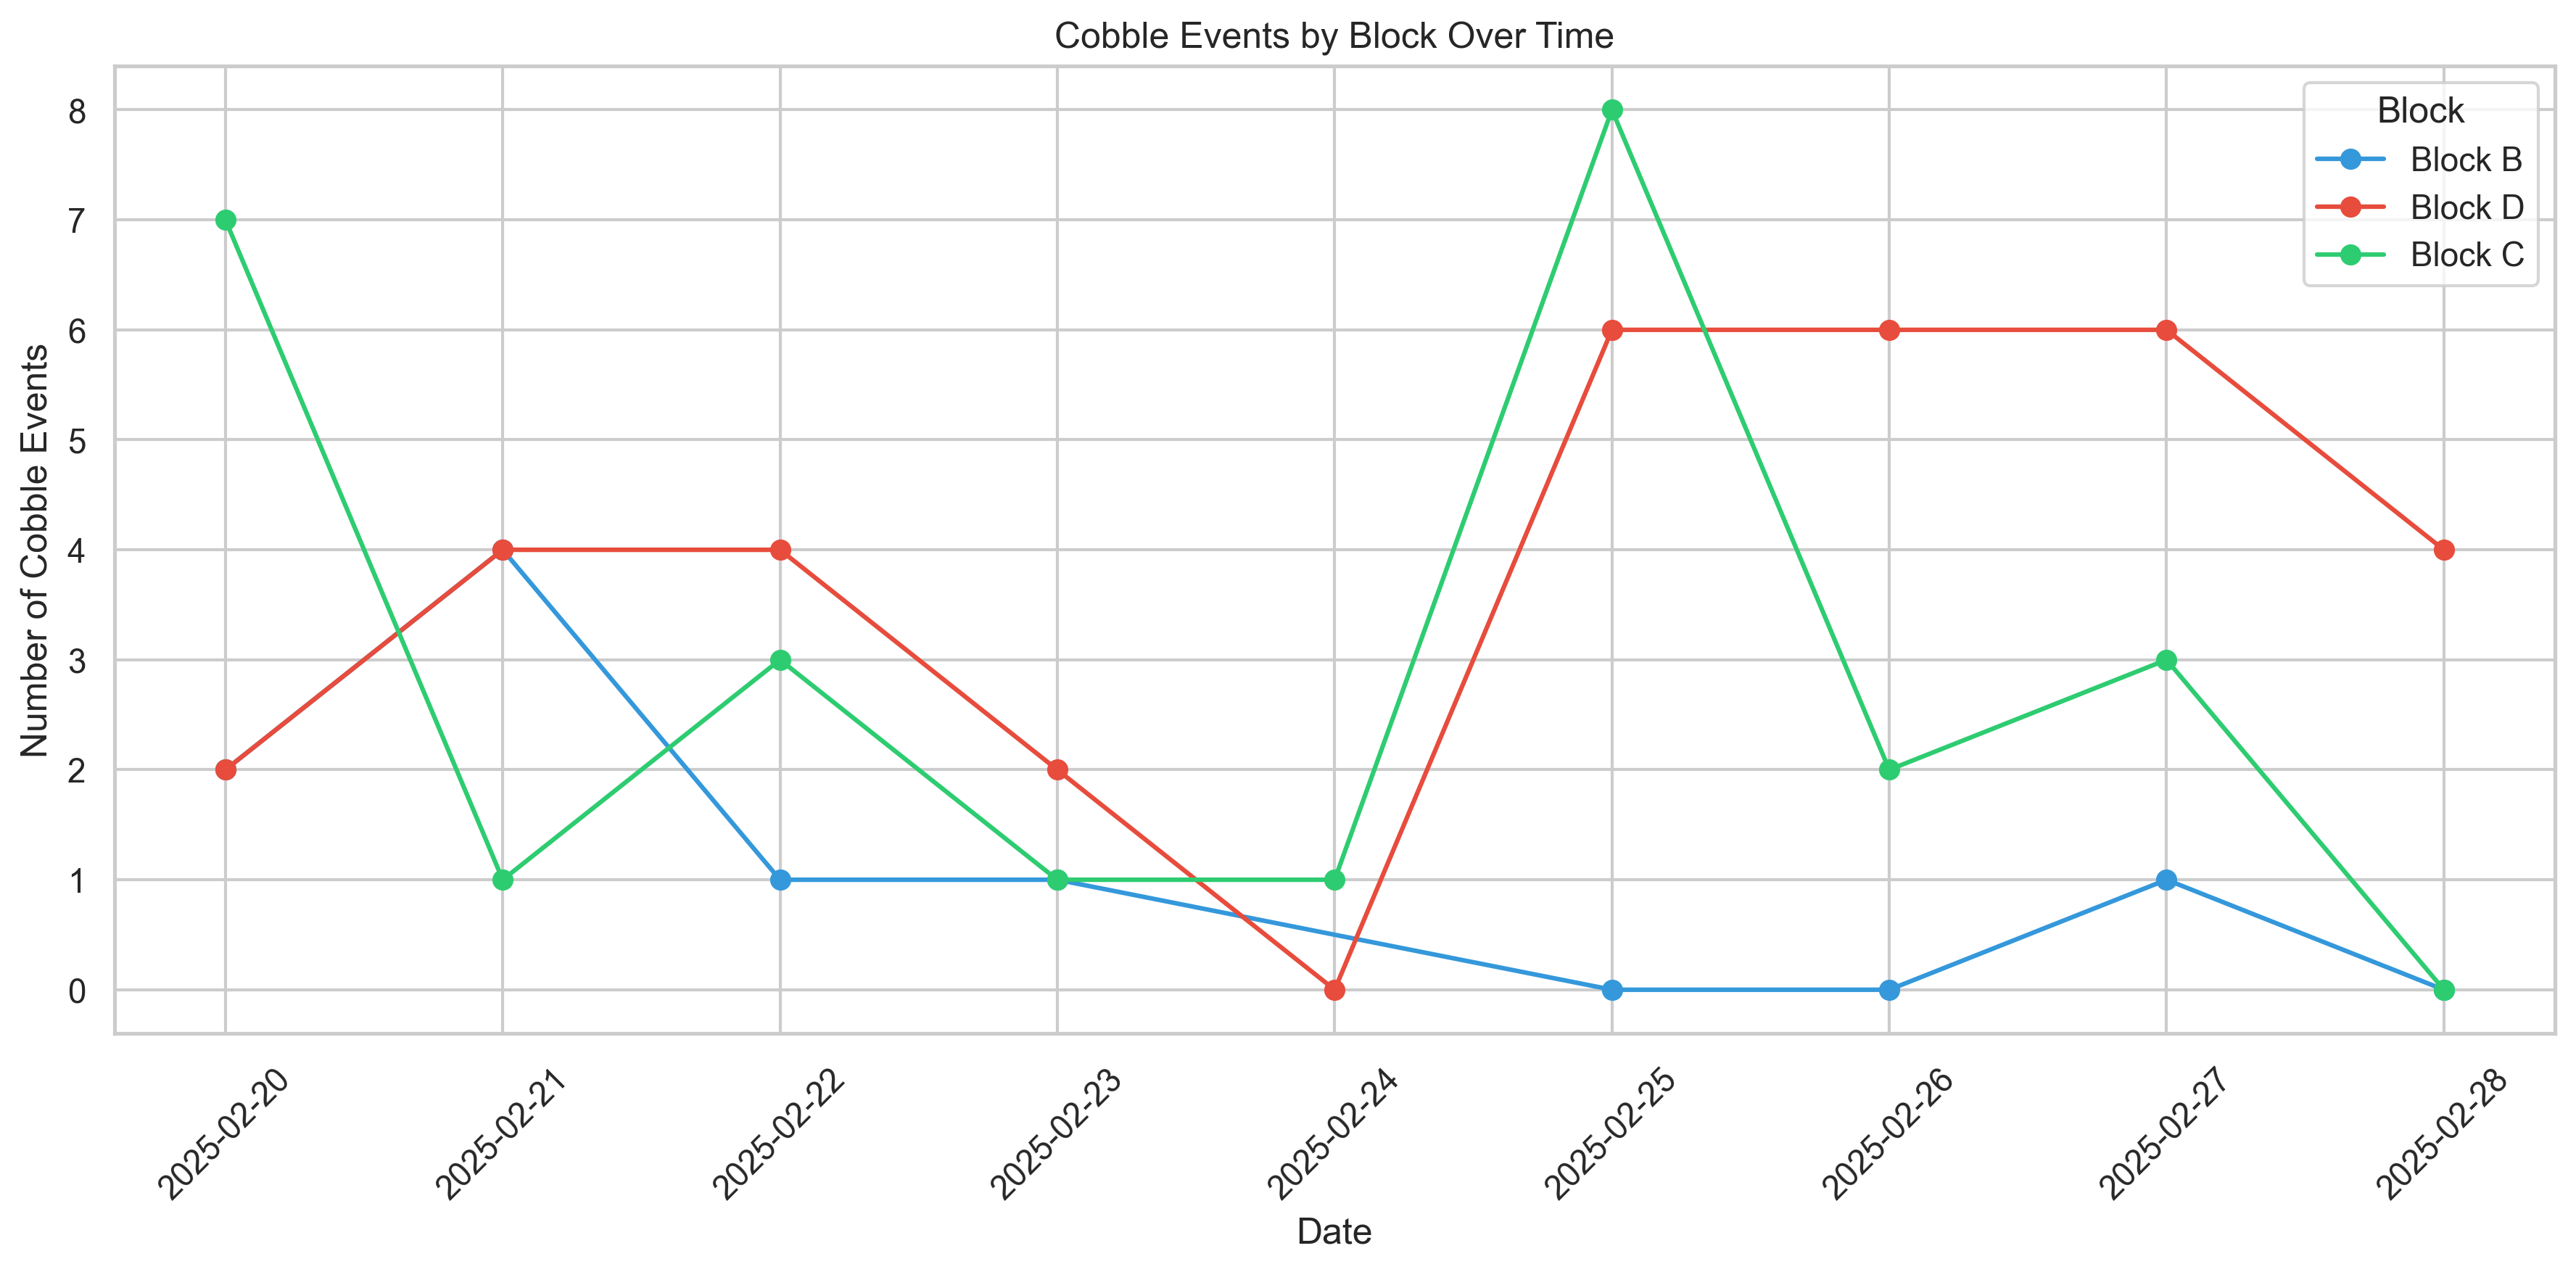 Cobble Events by Block Over Time
Number of Cobble Events
8
7
6
5
4
3
2
1
0
Block
Block B
Block D
Block C
2025-02-20
2025-02-21
2025-02-22
2025-02-23
2025-02-24
2025-02-25
2025-02-26
2025-02-27
2025-02-28
Date